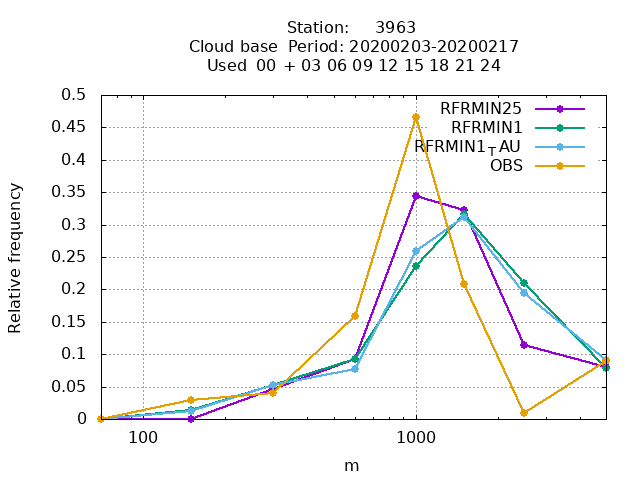 Station: 3963
Cloud base Period: 20200203-20200217
Used 00 + 03 06 09 12 15 18 21 24
0.5
0.45
0.4
0.35
0.3
0.25
0.2
0.15
0.1
0.05
0
Relative frequency
RFRMIN25
RFRMIN1
RFRMIN1TAU
OBS
100
1000
m